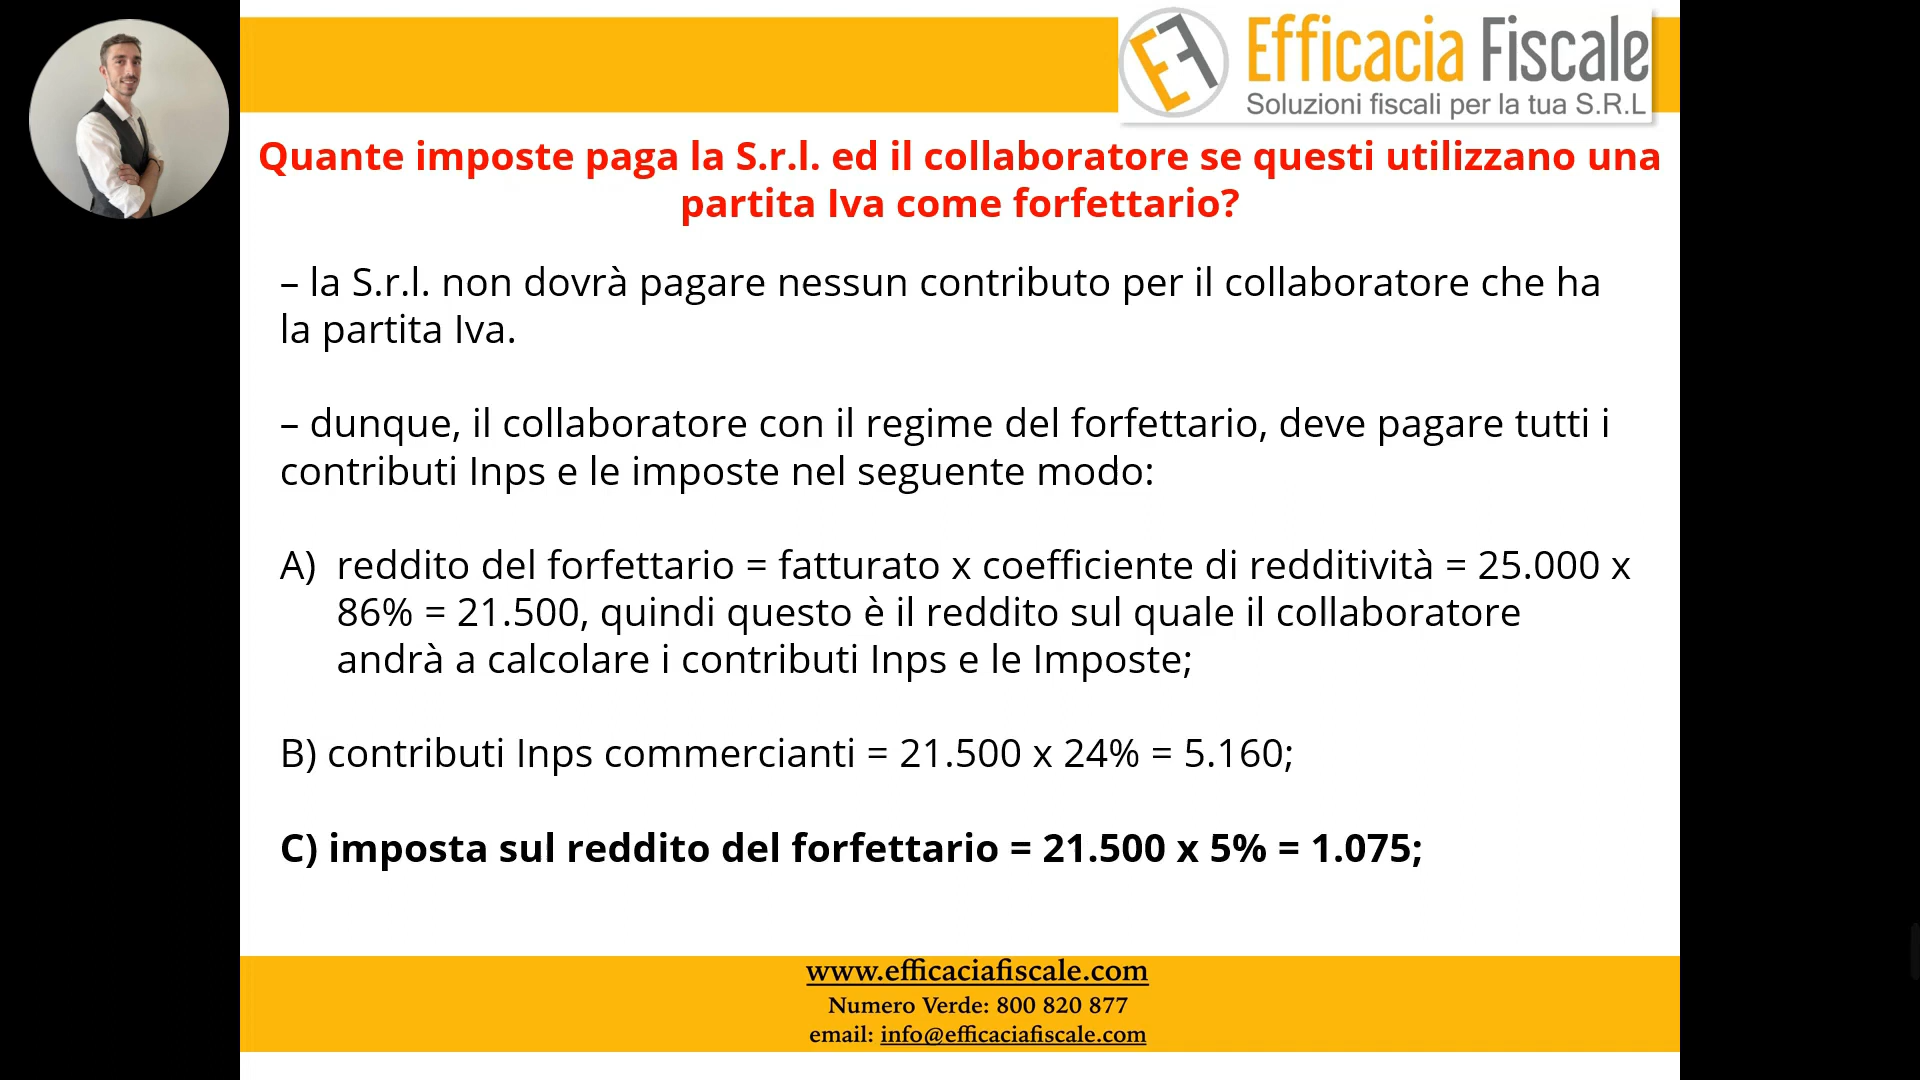 Efficacia Fiscale
Soluzioni fiscali per la tua S.R.L
Quante imposte paga la S.r.l. ed il collaboratore se questi utilizzano una
partita Iva come forfettario?
– la S.r.l. non dovrà pagare nessun contributo per il collaboratore che ha
la partita Iva.
– dunque, il collaboratore con il regime del forfettario, deve pagare tutti i
contributi Inps e le imposte nel seguente modo:
A) reddito del forfettario = fatturato x coefficiente di redditività = 25.000 x
86% = 21.500, quindi questo è il reddito sul quale il collaboratore
andrà a calcolare i contributi Inps e le Imposte;
B) contributi Inps commercianti = 21.500 x 24% = 5.160;
C) imposta sul reddito del forfettario = 21.500 x 5% = 1.075;
www.efficaciafiscale.com
Numero Verde: 800 820 877
email: info@efficaciafiscale.com